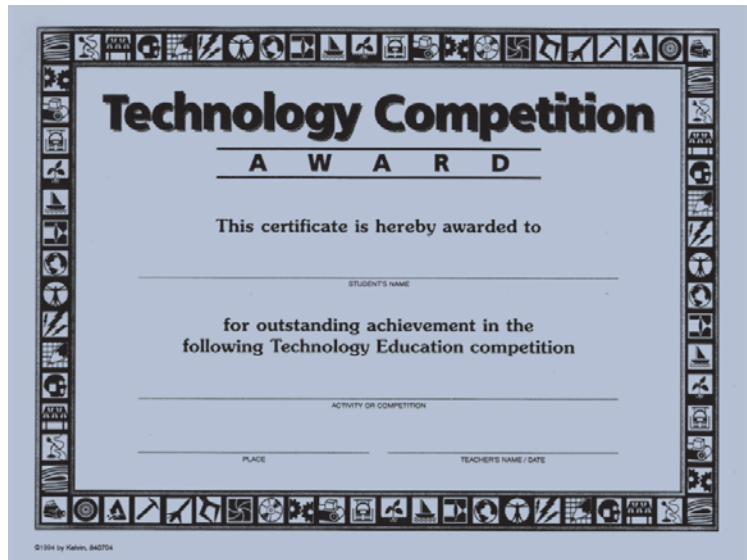 Technology Competition
AWARD
This certificate is hereby awarded to
STUDENT'S NAME
for outstanding achievement in the
following Technology Education competition
ACTIVITY OR COMPETITION
PLACE TEACHER'S NAME / DATE
©1994 by Kelvin, 840704